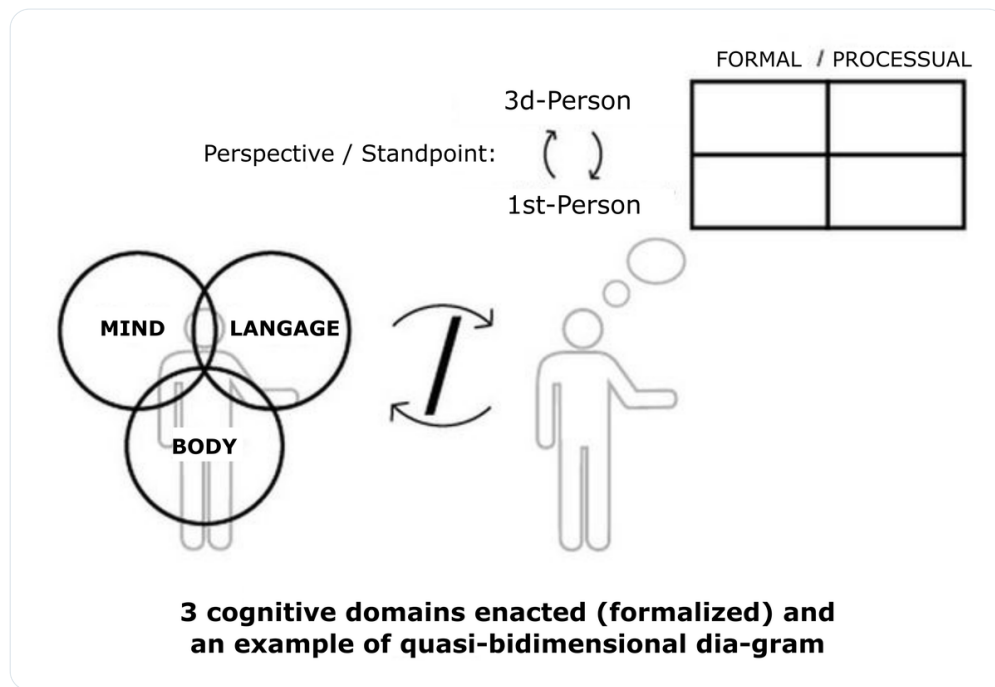 FORMAL / PROCESSUAL
3d-Person
Perspective / Standpoint:
1st-Person
MIND
LANGAGE
BODY
3 cognitive domains enacted (formalized) and
an example of quasi-bidimensional dia-gram